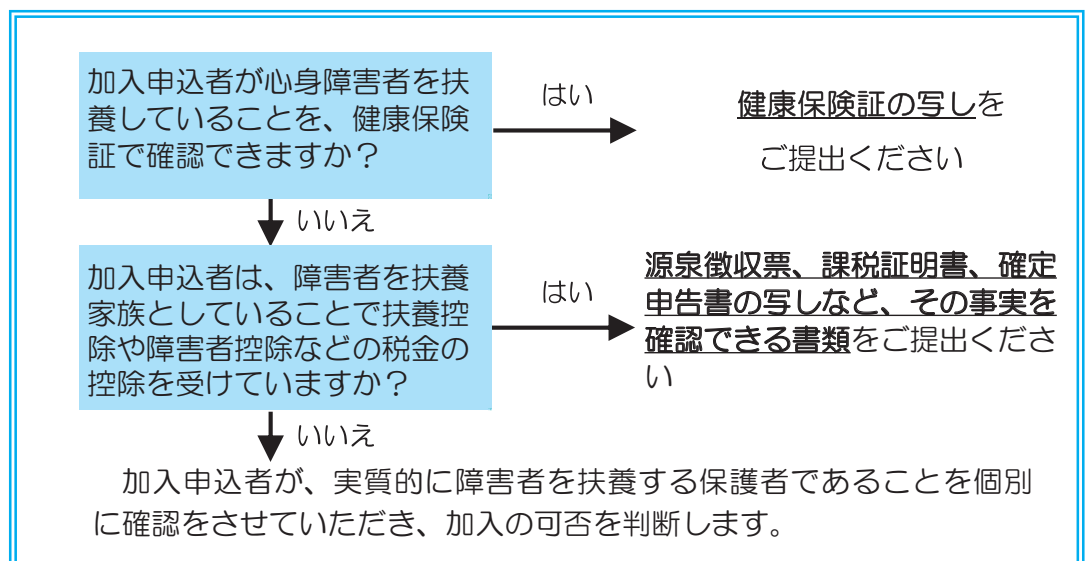 加入申込者が心身障害者を扶
養していることを、健康保険
証で確認できますか？
はい
健康保険証の写しを
ご提出ください
いいえ
加入申込者は、障害者を扶養
家族としていることで扶養控
除や障害者控除などの税金の
控除を受けていますか？
はい
源泉徴収票、課税証明書、確定
申告書の写しなど、その事実を
確認できる書類をご提出くださ
い
いいえ
加入申込者が、実質的に障害者を扶養する保護者であることを個別
に確認をさせていただき、加入の可否を判断します。